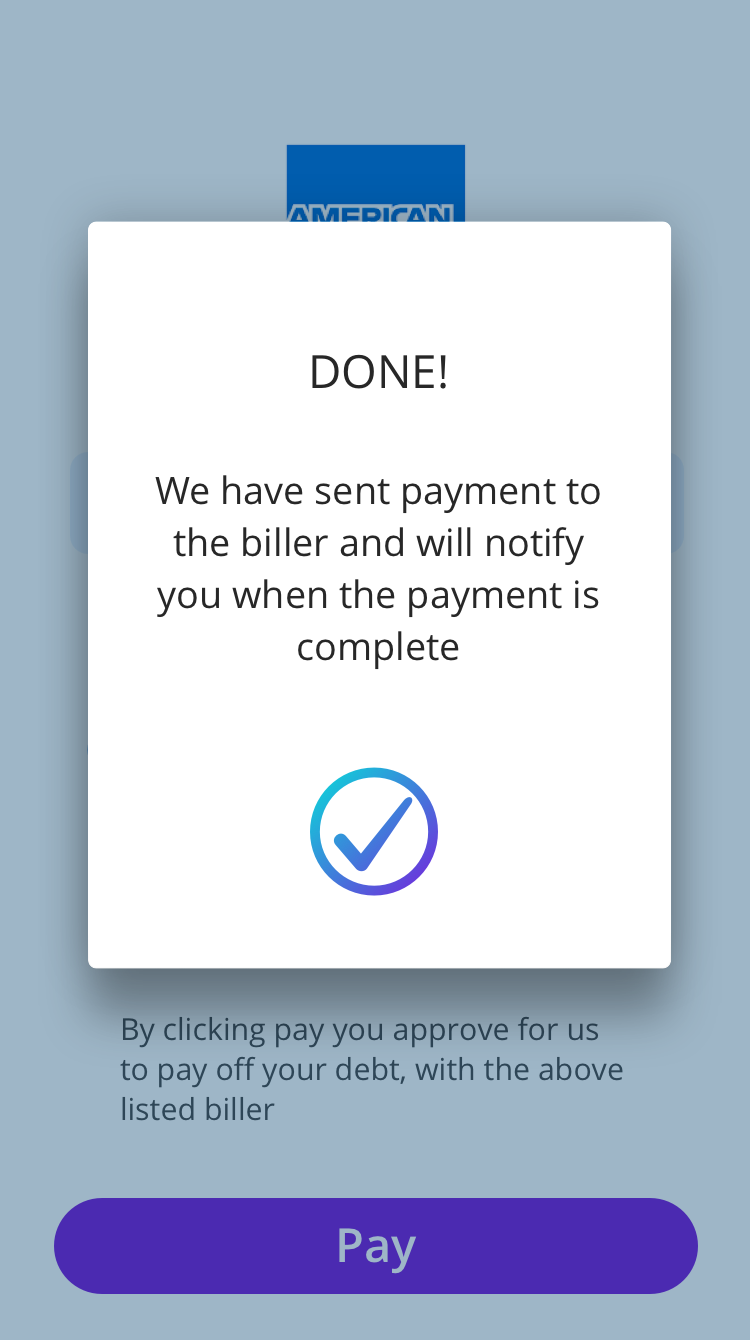 AMERICAN
DONE!
We have sent payment to
the biller and will notify
you when the payment is
complete
By clicking pay you approve for us
to pay off your debt, with the above
listed biller
Pay